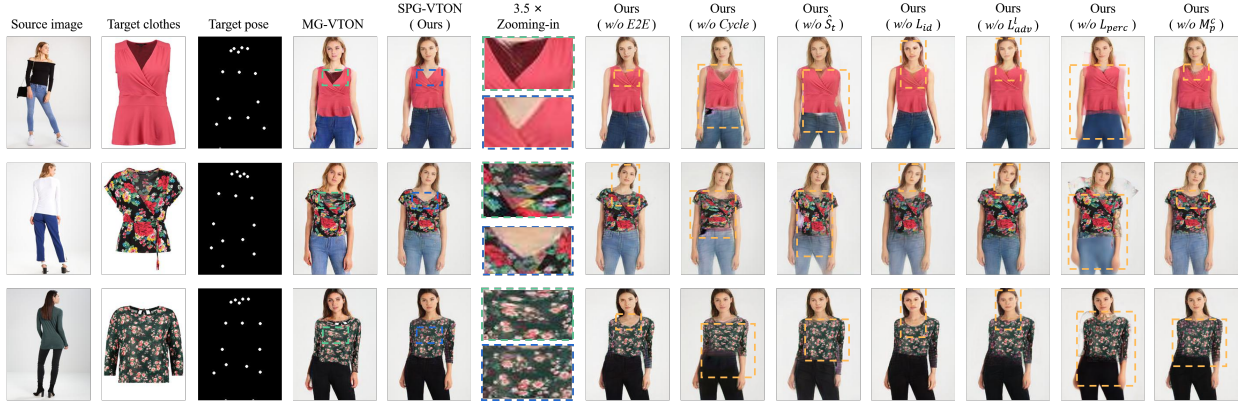 Source image
Target clothes
Target pose
MG-VTON
SPG-VTON
( Ours )
3.5 ×
Zooming-in
Ours
( w/o E2E )
Ours
( w/o Cycle )
Ours
( w/o Ŝ_t )
Ours
( w/o L_id )
Ours
( w/o L^l_adv )
Ours
( w/o L_perc )
Ours
( w/o M^c_p )